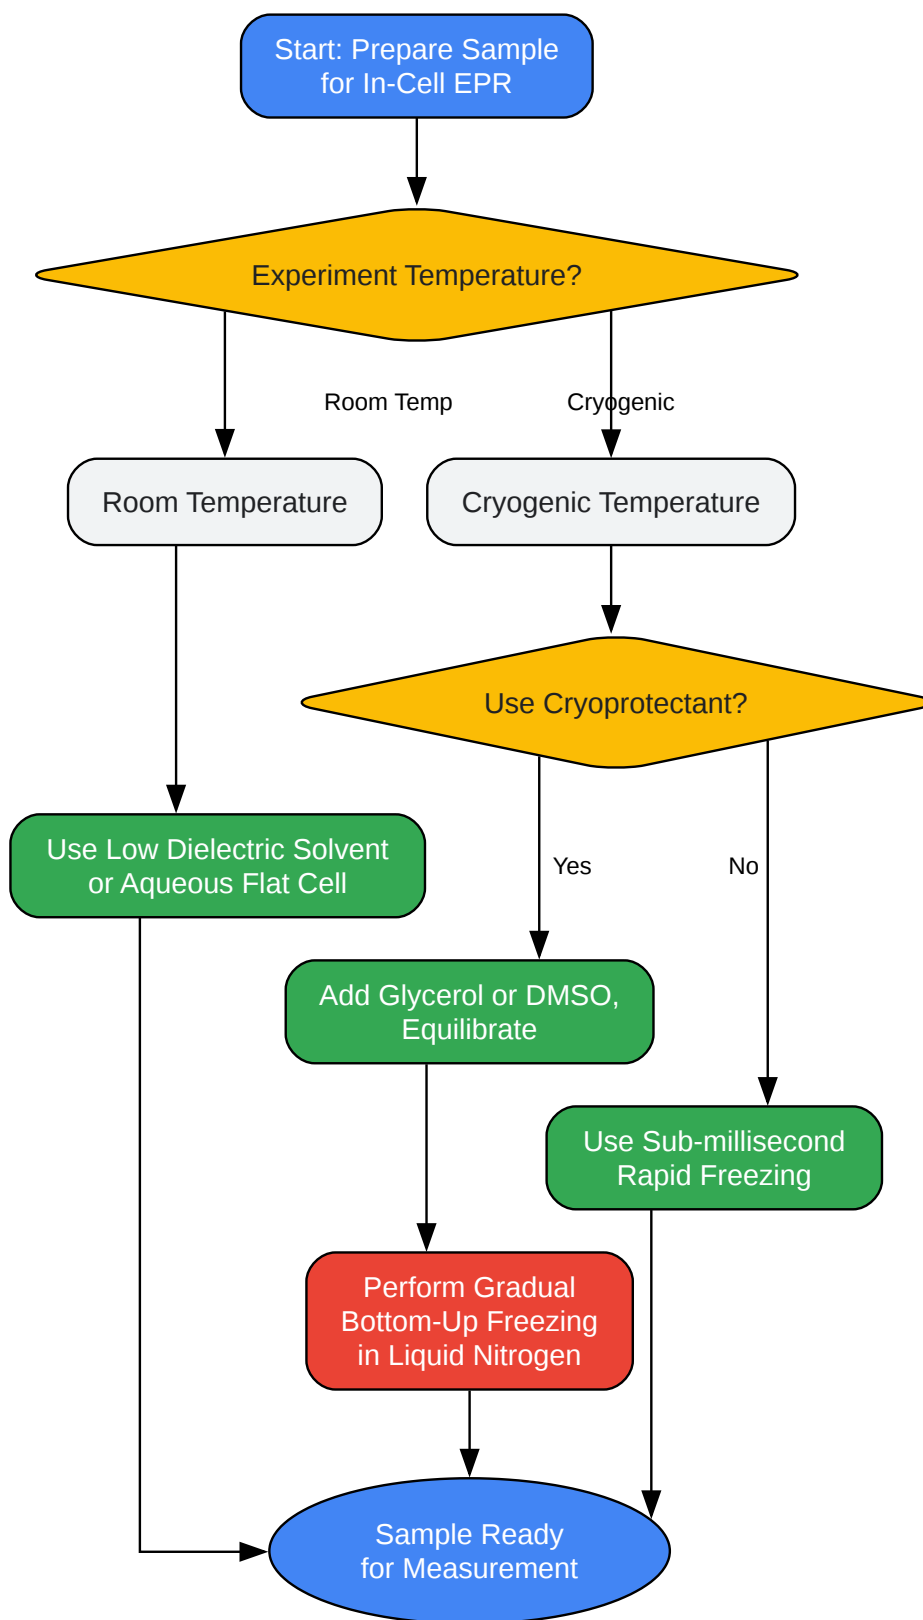 Start: Prepare Sample
for In-Cell EPR
Experiment Temperature?
Room Temp
Cryogenic
Room Temperature
Cryogenic Temperature
Use Cryoprotectant?
Use Low Dielectric Solvent
or Aqueous Flat Cell
Yes
No
Add Glycerol or DMSO,
Equilibrate
Use Sub-millisecond
Rapid Freezing
Perform Gradual
Bottom-Up Freezing
in Liquid Nitrogen
Sample Ready
for Measurement